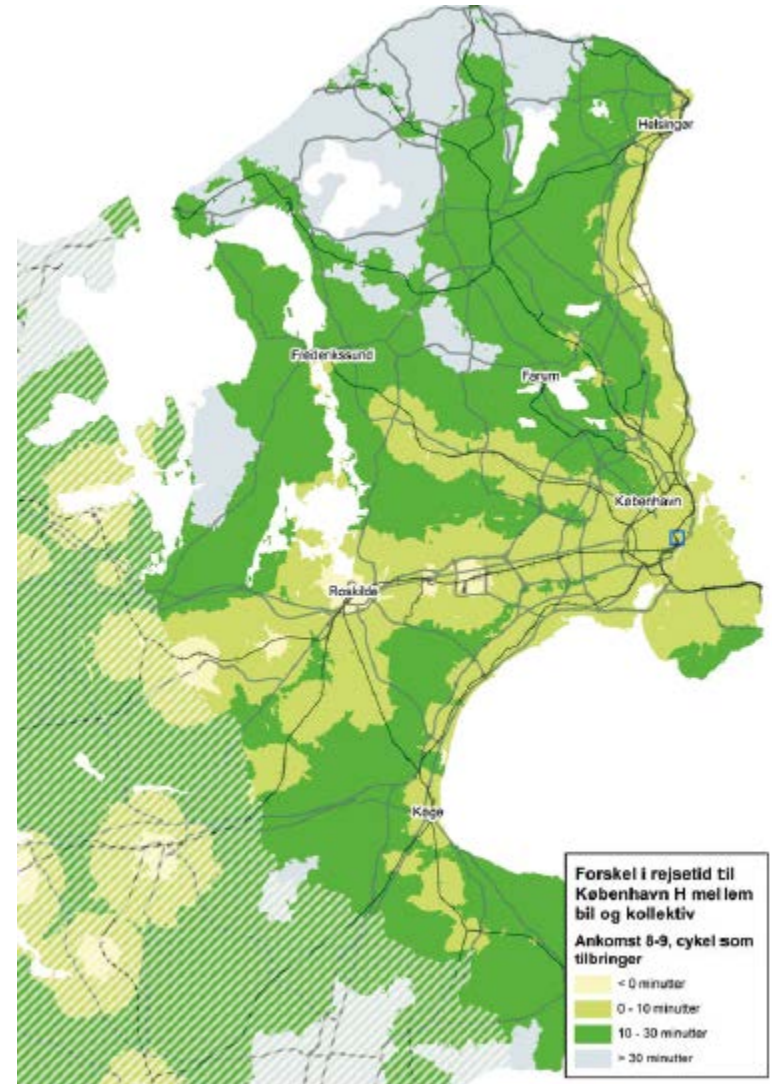 Helsingør
Frederikssund
Farum
København
Roskilde
Køge
Forskel i rejsetid til
København H mellem
bil og kollektiv
Ankomst 8-9, cykel som
tilbringer
< 0 minutter
0 - 10 minutter
10 - 30 minutter
> 30 minutter